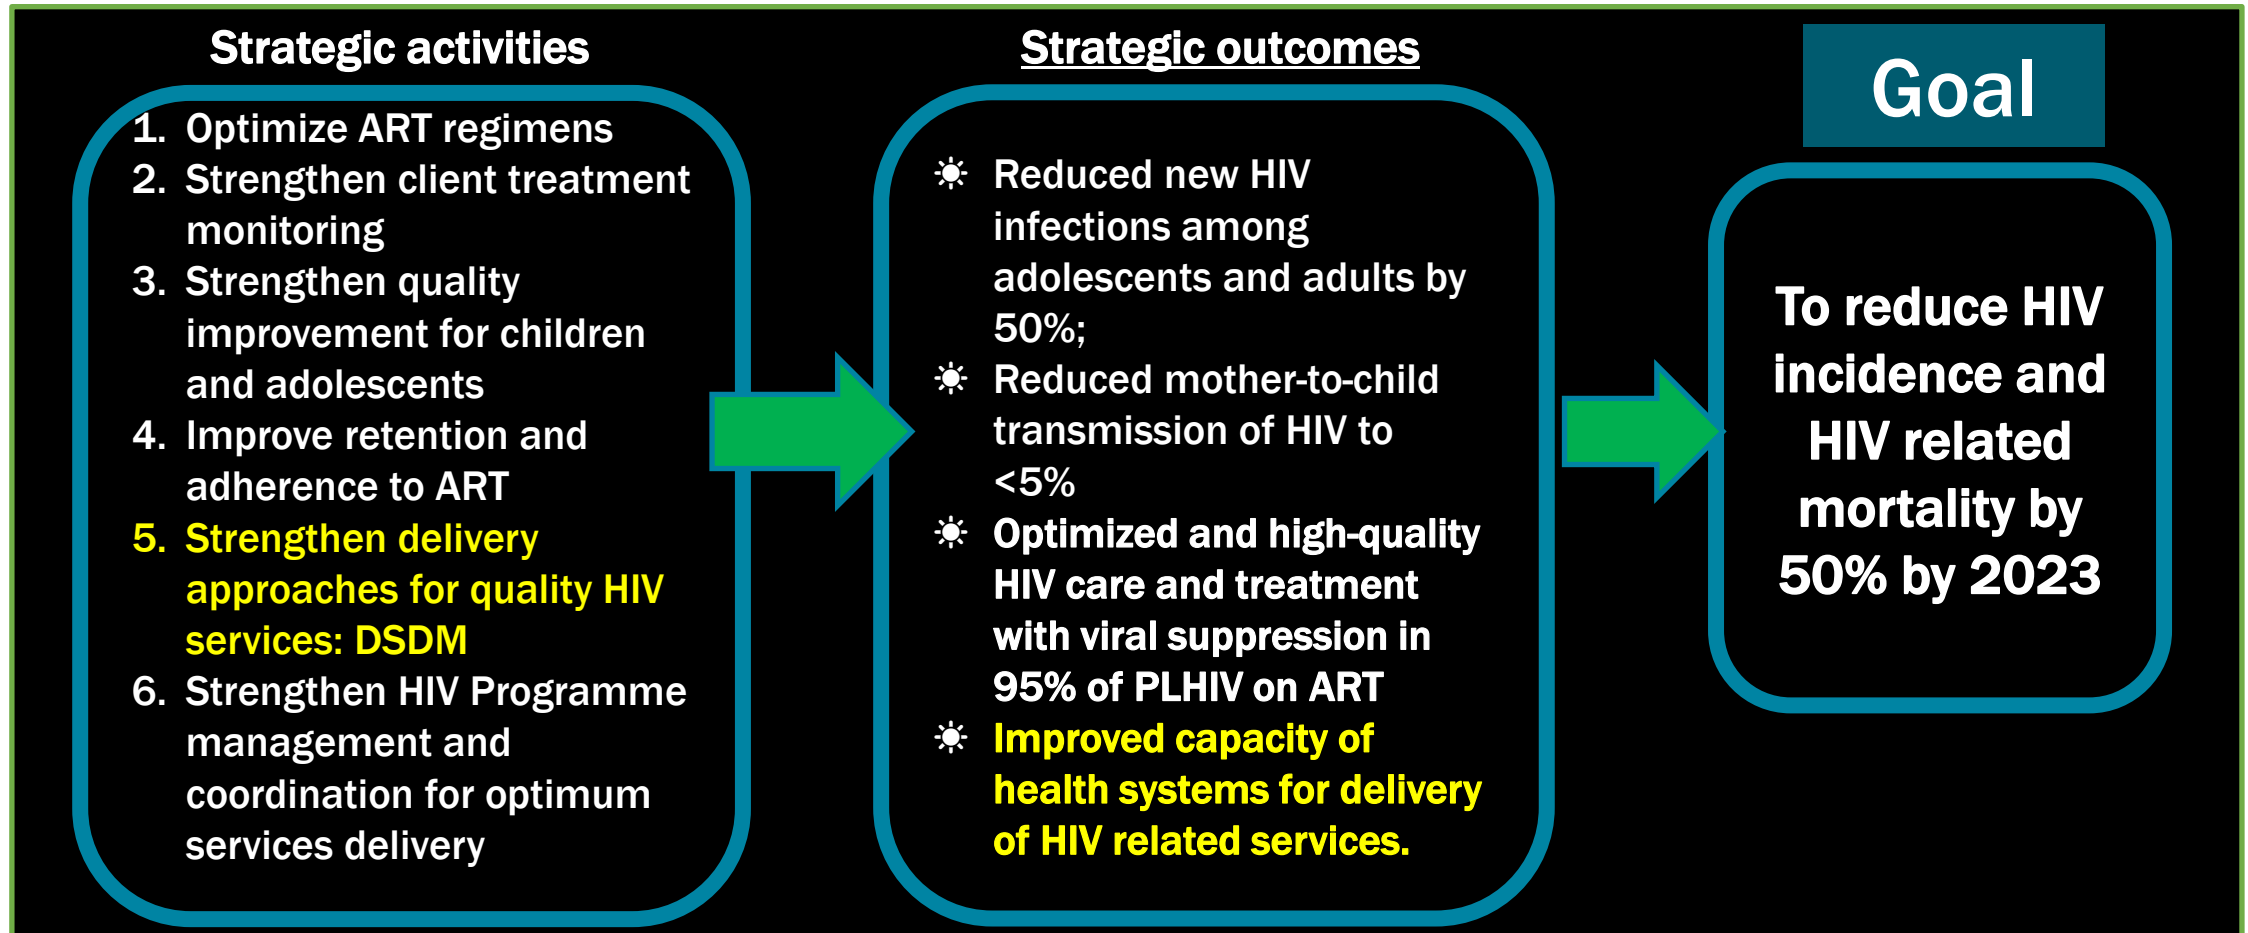 Strategic activities
1. Optimize ART regimens
2. Strengthen client treatment
monitoring
3. Strengthen quality
improvement for children
and adolescents
4. Improve retention and
adherence to ART
5. Strengthen delivery
approaches for quality HIV
services: DSDM
6. Strengthen HIV Programme
management and
coordination for optimum
services delivery
Strategic outcomes
Reduced new HIV
infections among
adolescents and adults by
50%;
Reduced mother-to-child
transmission of HIV to
<5%
Optimized and high-quality
HIV care and treatment
with viral suppression in
95% of PLHIV on ART
Improved capacity of
health systems for delivery
of HIV related services.
Goal
To reduce HIV
incidence and
HIV related
mortality by
50% by 2023